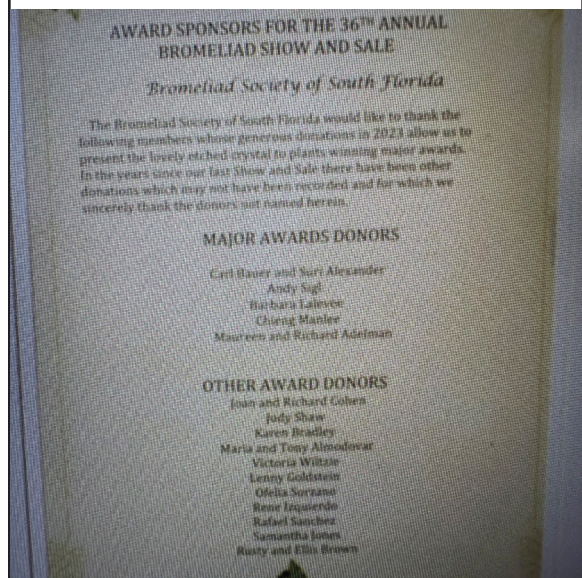 AWARD SPONSORS FOR THE 36TH ANNUAL
BROMELIAD SHOW AND SALE
Bromeliad Society of South Florida
The Bromeliad Society of South Florida would like to thank the
following members whose generous donations in 2023 allow us to
present the lovely etched crystal to plants winning major awards.
In the years since our last Show and Sale there have been other
donations which may not have been recorded and for which we
sincerely thank the donors not named herein.
MAJOR AWARDS DONORS
Carl Bauer and Suri Alexander
Andy Sigl
Barbara Lalevee
Chieng Manlee
Maureen and Richard Adelman
OTHER AWARD DONORS
Joan and Richard Cohen
Judy Shaw
Karen Bradley
Maria and Tony Almodovar
Victoria Wiltzie
Lenny Goldstein
Ofelia Sorzano
Rene Izquierdo
Rafael Sanchez
Samantha Jones
Rusty and Ellis Brown